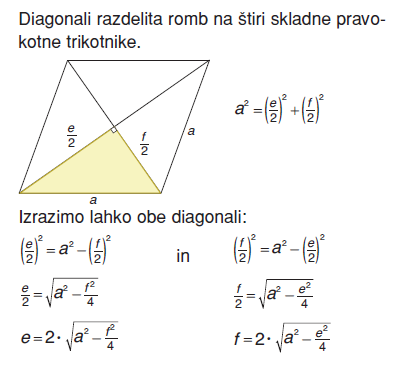 Diagonali razdelita romb na štiri skladne pravo-
kotne trikotnike.
a² = (e/2)² + (f/2)²
e/2
f/2
a
a
Izrazimo lahko obe diagonali:
(e/2)² = a² − (f/2)² in (f/2)² = a² − (e/2)²
e/2 = √(a² − f²/4) f/2 = √(a² − e²/4)
e = 2 · √(a² − f²/4) f = 2 · √(a² − e²/4)